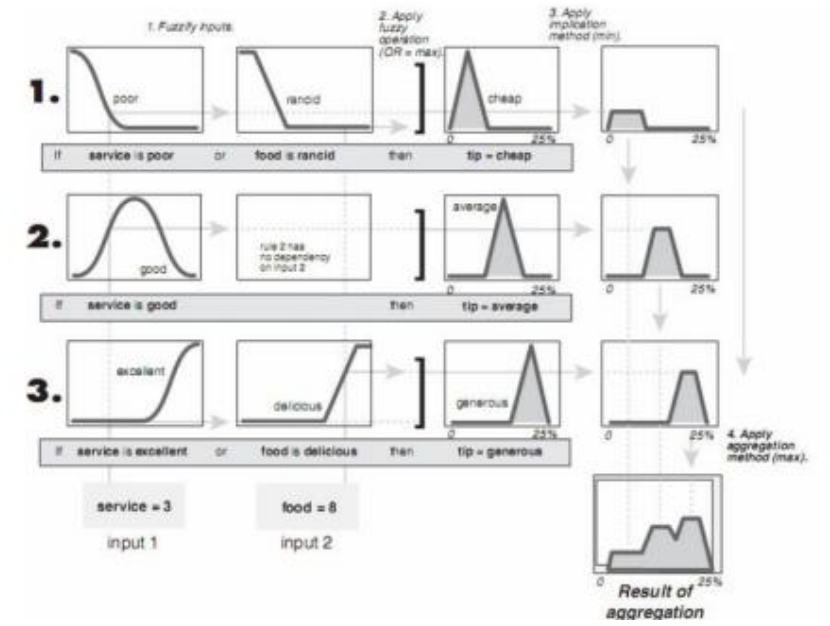 1. Fuzzify inputs.
2. Apply
fuzzy
operation
(OR = max).
3. Apply
implication
method (min).
1.
poor
rancid
cheap
0 25%
0 25%
If service is poor or food is rancid then tip = cheap
2.
good
rule 2 has
no dependency
on input 2
average
0 25%
0 25%
If service is good then tip = average
3.
excellent
delicious
generous
0 25%
0 25%
If service is excellent or food is delicious then tip = generous
4. Apply
aggregation
method (max).
service = 3
food = 8
input 1
input 2
0 25%
Result of
aggregation